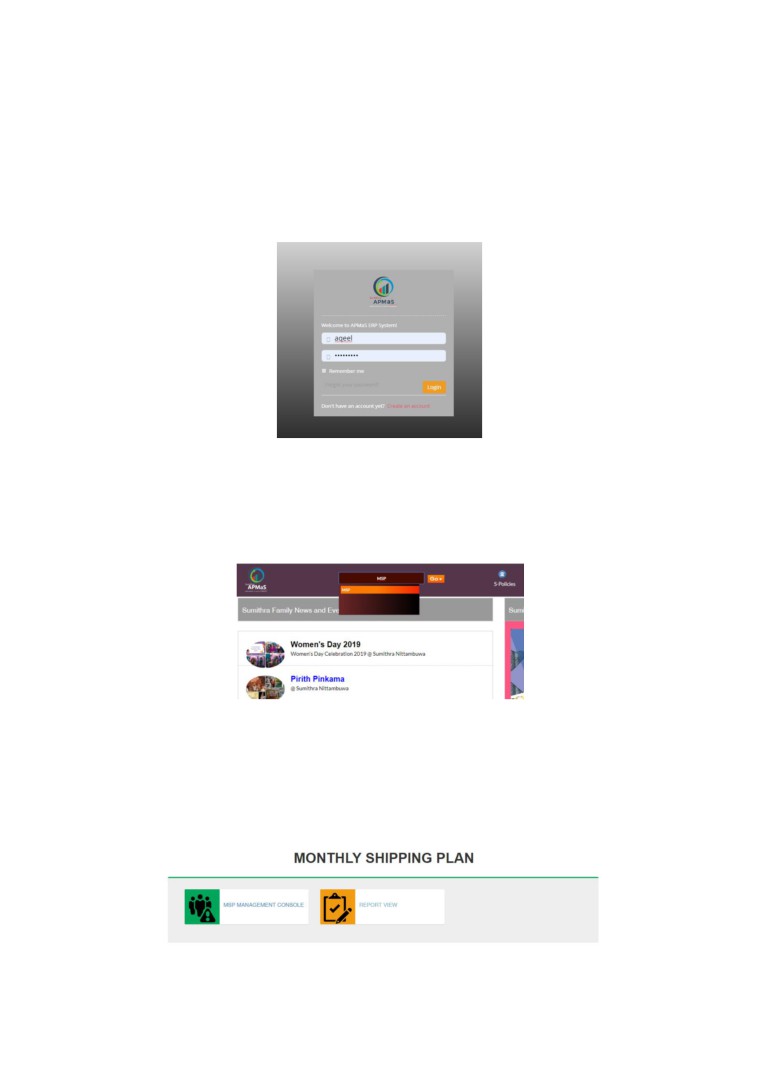 APMaS
Welcome to APMaS ERP System!
aqeel
•••••••••
Remember me
Forgot your password?
Login
Don't have an account yet? Create an account
APMaS
MSP
Go
MSP
S-Policies
Sumithra Family News and Eve
Sumi
Women's Day 2019
Women's Day Celebration 2019 @ Sumithra Nittambuwa
Pirith Pinkama
@ Sumithra Nittambuwa
MONTHLY SHIPPING PLAN
MSP MANAGEMENT CONSOLE
REPORT VIEW